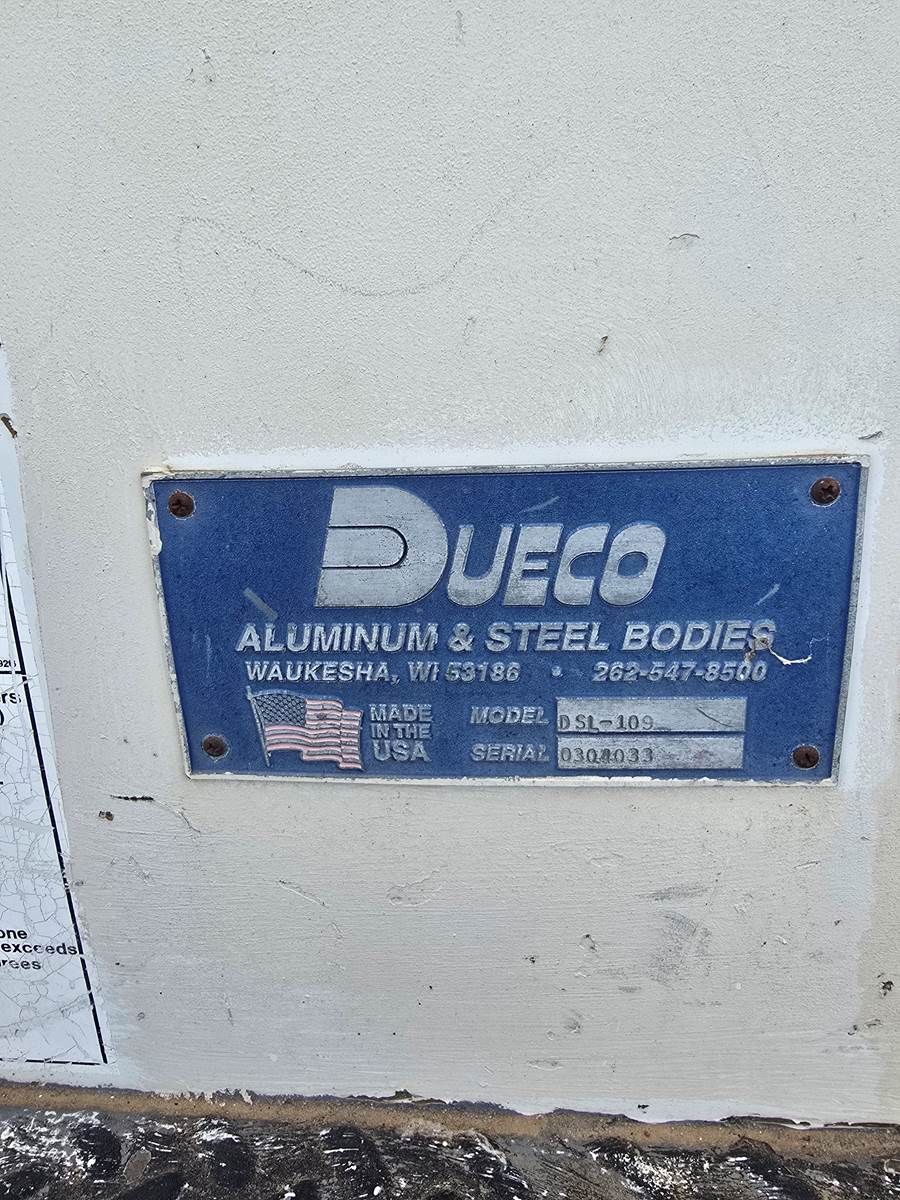 DUECO
ALUMINUM & STEEL BODIES
WAUKESHA, WI 53186 • 262-547-8500
MADE
IN THE
USA
MODEL DSL-109
SERIAL 0304033
rs
)
one
exceeds
rees